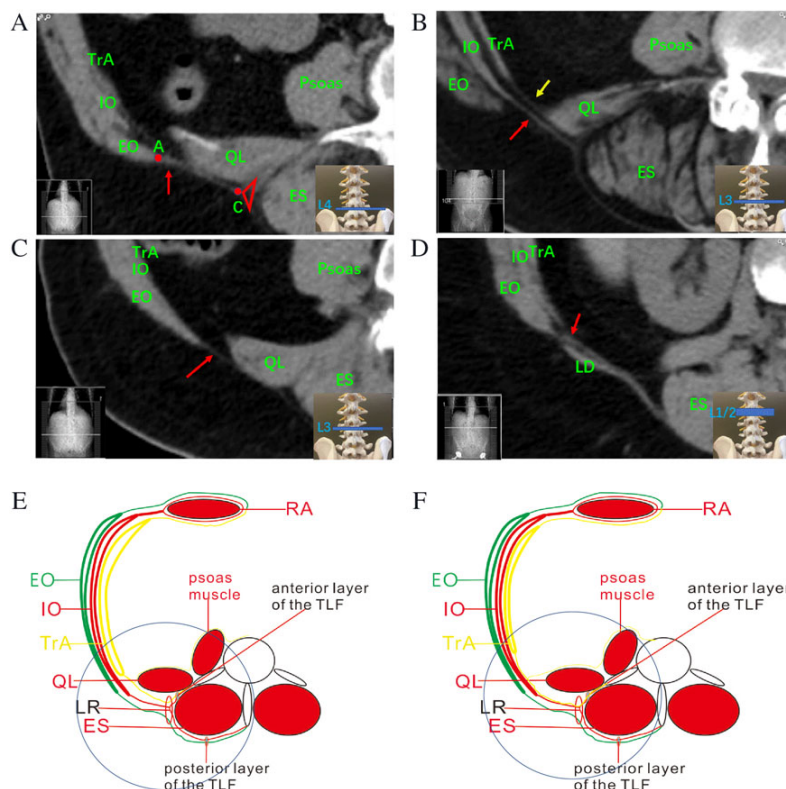 A
TrA
IO
EO
A
QL
Psoas
C
ES
L4
B
IO
TrA
EO
Psoas
QL
ES
L3
C
TrA
IO
EO
Psoas
QL
ES
L3
D
IO
TrA
EO
LD
ES
L1/2
E
RA
EO
psoas
muscle
anterior layer
of the TLF
IO
TrA
QL
LR
ES
posterior layer
of the TLF
F
RA
EO
psoas
muscle
anterior layer
of the TLF
IO
TrA
QL
LR
ES
posterior layer
of the TLF